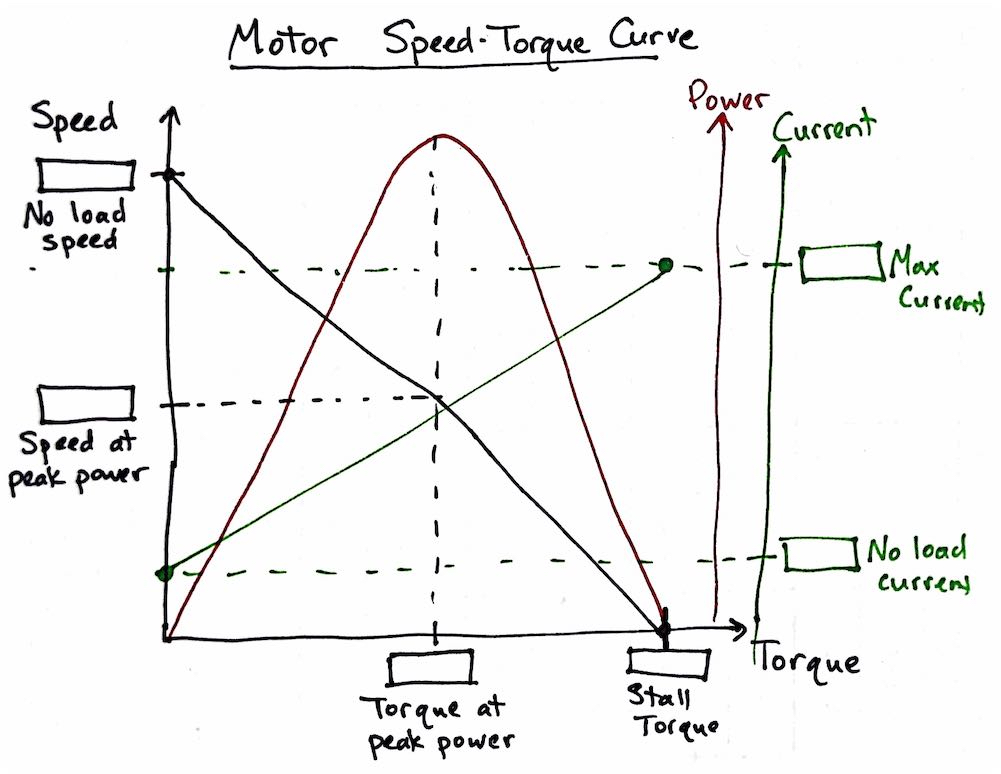 Motor Speed-Torque Curve
Power
Speed
Current
No load
speed
Max
Current
Speed at
peak power
No load
current
Torque
Torque at
peak power
Stall
Torque